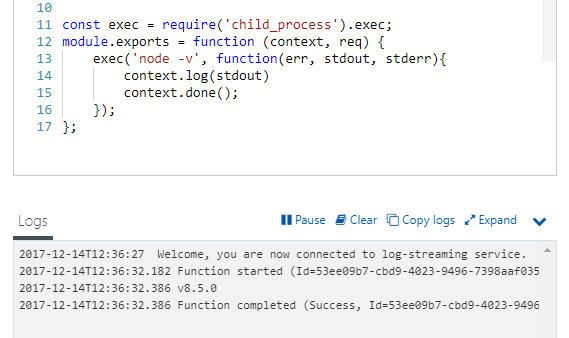 10
11 const exec = require('child_process').exec;
12 module.exports = function (context, req) {
13     exec('node -v', function(err, stdout, stderr){
14         context.log(stdout)
15         context.done();
16     });
17 };
Logs Pause Clear Copy logs Expand
2017-12-14T12:36:27  Welcome, you are now connected to log-streaming service.
2017-12-14T12:36:32.182 Function started (Id=53ee09b7-cbd9-4023-9496-7398aaf035
2017-12-14T12:36:32.386 v8.5.0
2017-12-14T12:36:32.386 Function completed (Success, Id=53ee09b7-cbd9-4023-9496